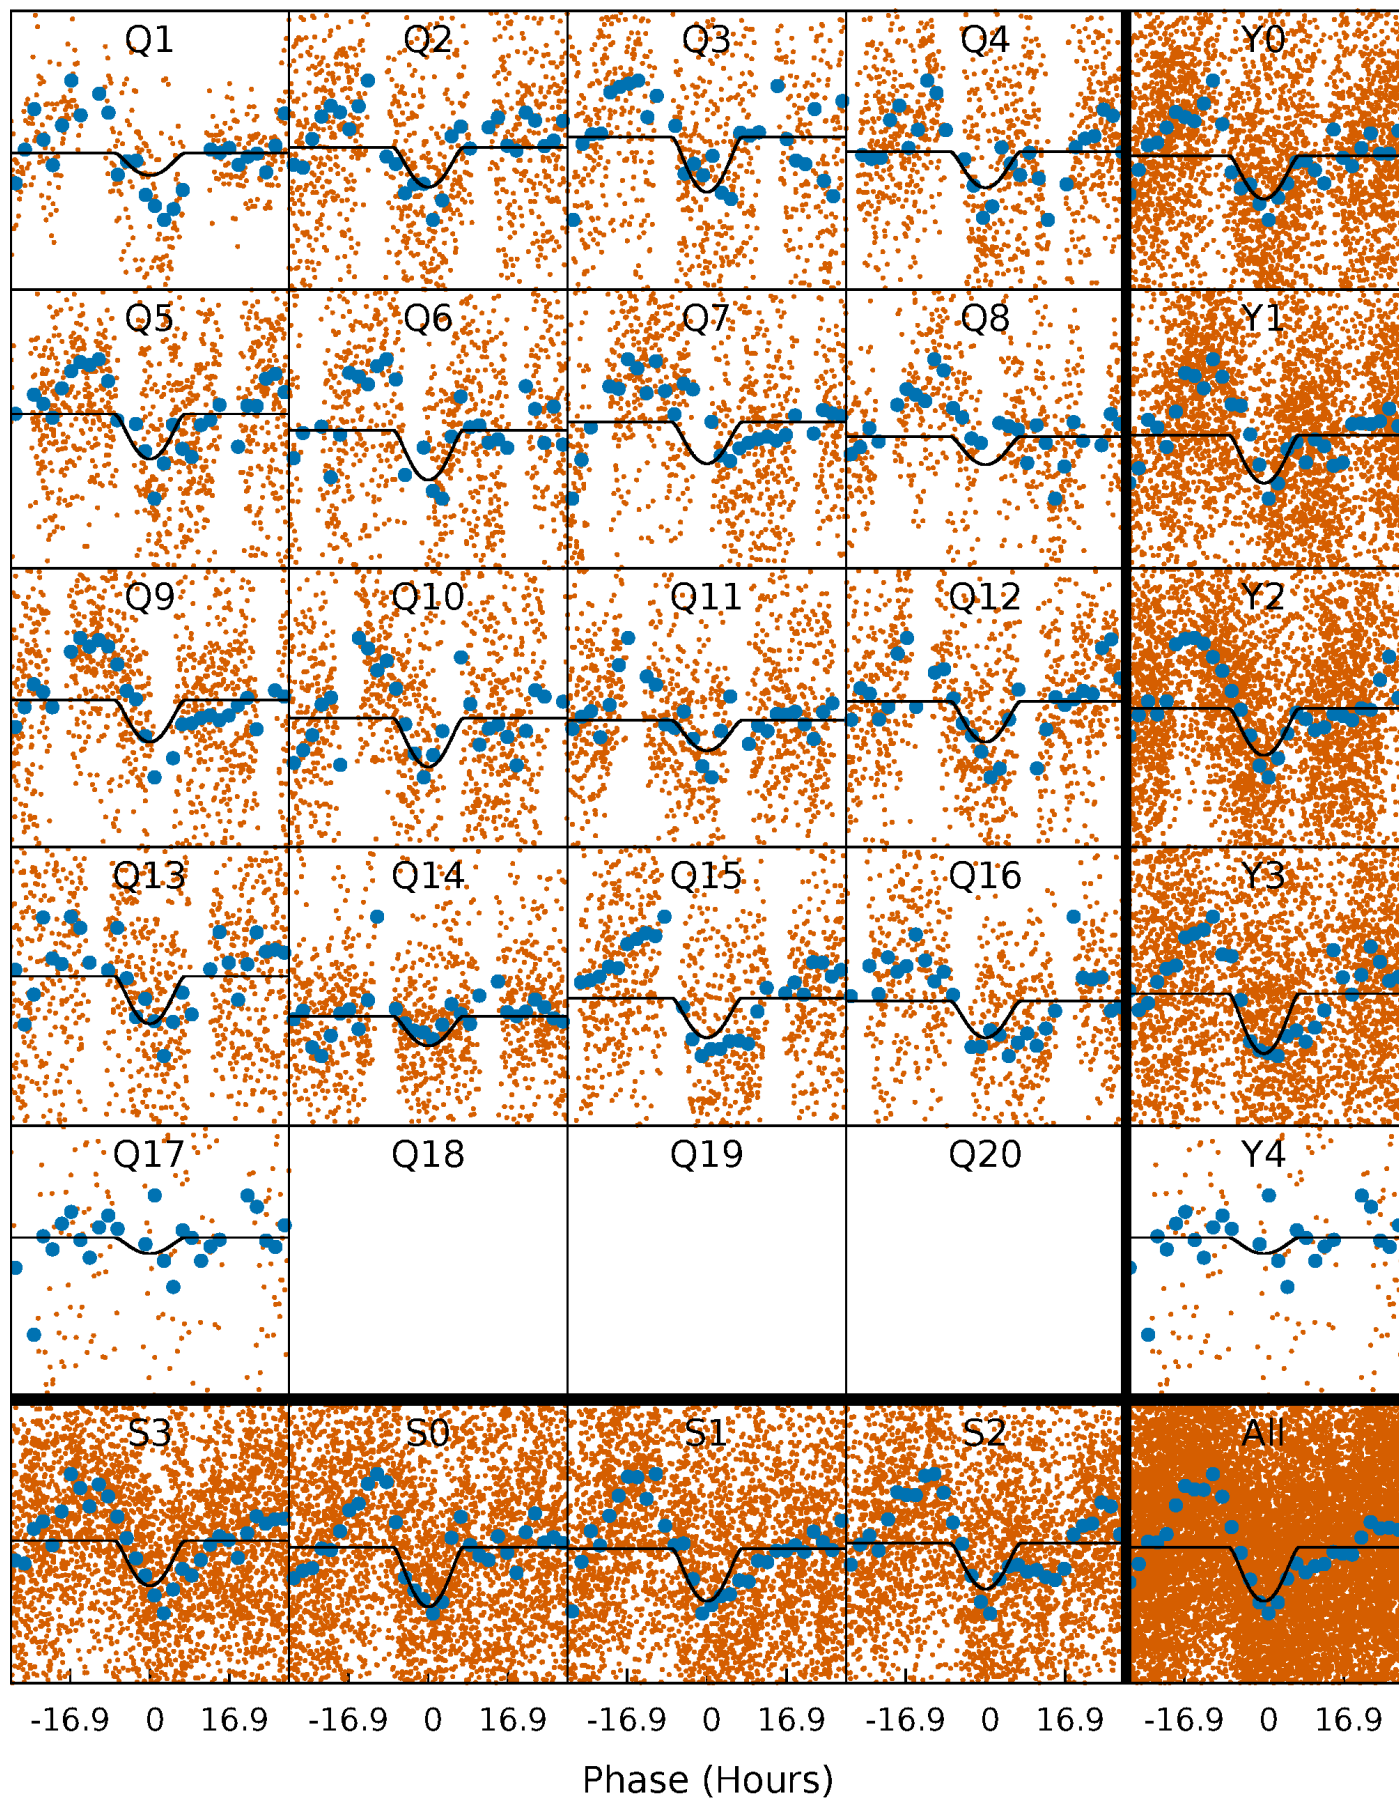 Q1 Q2 Q3 Q4 Y0
Q5 Q6 Q7 Q8 Y1
Q9 Q10 Q11 Q12 Y2
Q13 Q14 Q15 Q16 Y3
Q17 Q18 Q19 Q20 Y4
S3 S0 S1 S2 All
-16.9 0 16.9 -16.9 0 16.9 -16.9 0 16.9 -16.9 0 16.9 -16.9 0 16.9
Phase (Hours)